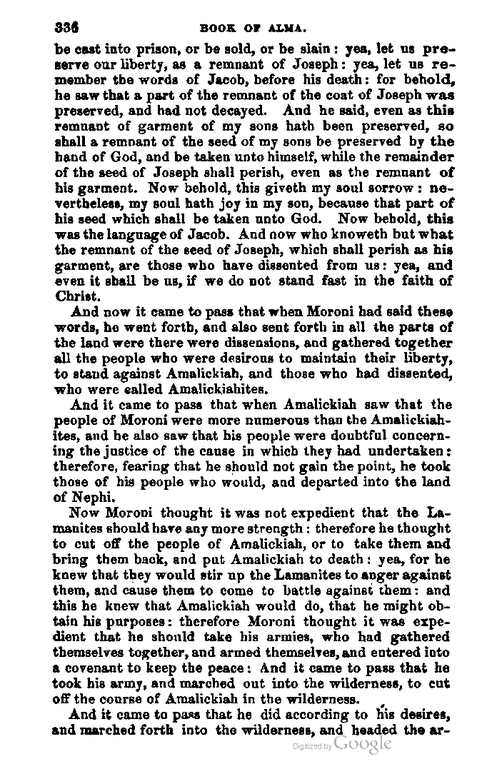 336 BOOK OF ALMA.
be cast into prison, or be sold, or be slain: yea, let us pre-
serve our liberty, as a remnant of Joseph: yea, let us re-
member the words of Jacob, before his death: for behold,
he saw that a part of the remnant of the coat of Joseph was
preserved, and had not decayed. And he said, even as this
remnant of garment of my sons hath been preserved, so
shall a remnant of the seed of my sons be preserved by the
hand of God, and be taken unto himself, while the remainder
of the seed of Joseph shall perish, even as the remnant of
his garment. Now behold, this giveth my soul sorrow: ne-
vertheless, my soul hath joy in my son, because that part of
his seed which shall be taken unto God. Now behold, this
was the language of Jacob. And now who knoweth but what
the remnant of the seed of Joseph, which shall perish as his
garment, are those who have dissented from us: yea, and
even it shall be us, if we do not stand fast in the faith of
Christ.
And now it came to pass that when Moroni had said these
words, he went forth, and also sent forth in all the parts of
the land were there were dissensions, and gathered together
all the people who were desirous to maintain their liberty,
to stand against Amalickiah, and those who had dissented,
who were called Amalickiahites.
And it came to pass that when Amalickiah saw that the
people of Moroni were more numerous than the Amalickiah-
ites, and he also saw that his people were doubtful concern-
ing the justice of the cause in which they had undertaken:
therefore, fearing that he should not gain the point, he took
those of his people who would, and departed into the land
of Nephi.
Now Moroni thought it was not expedient that the La-
manites should have any more strength: therefore he thought
to cut off the people of Amalickiah, or to take them and
bring them back, and put Amalickiah to death: yea, for he
knew that they would stir up the Lamanites to anger against
them, and cause them to come to battle against them: and
this he knew that Amalickiah would do, that he might ob-
tain his purposes: therefore Moroni thought it was expe-
dient that he should take his armies, who had gathered
themselves together, and armed themselves, and entered into
a covenant to keep the peace: And it came to pass that he
took his army, and marched out into the wilderness, to cut
off the course of Amalickiah in the wilderness.
And it came to pass that he did according to his desires,
and marched forth into the wilderness, and headed the ar-
Digitized by Google